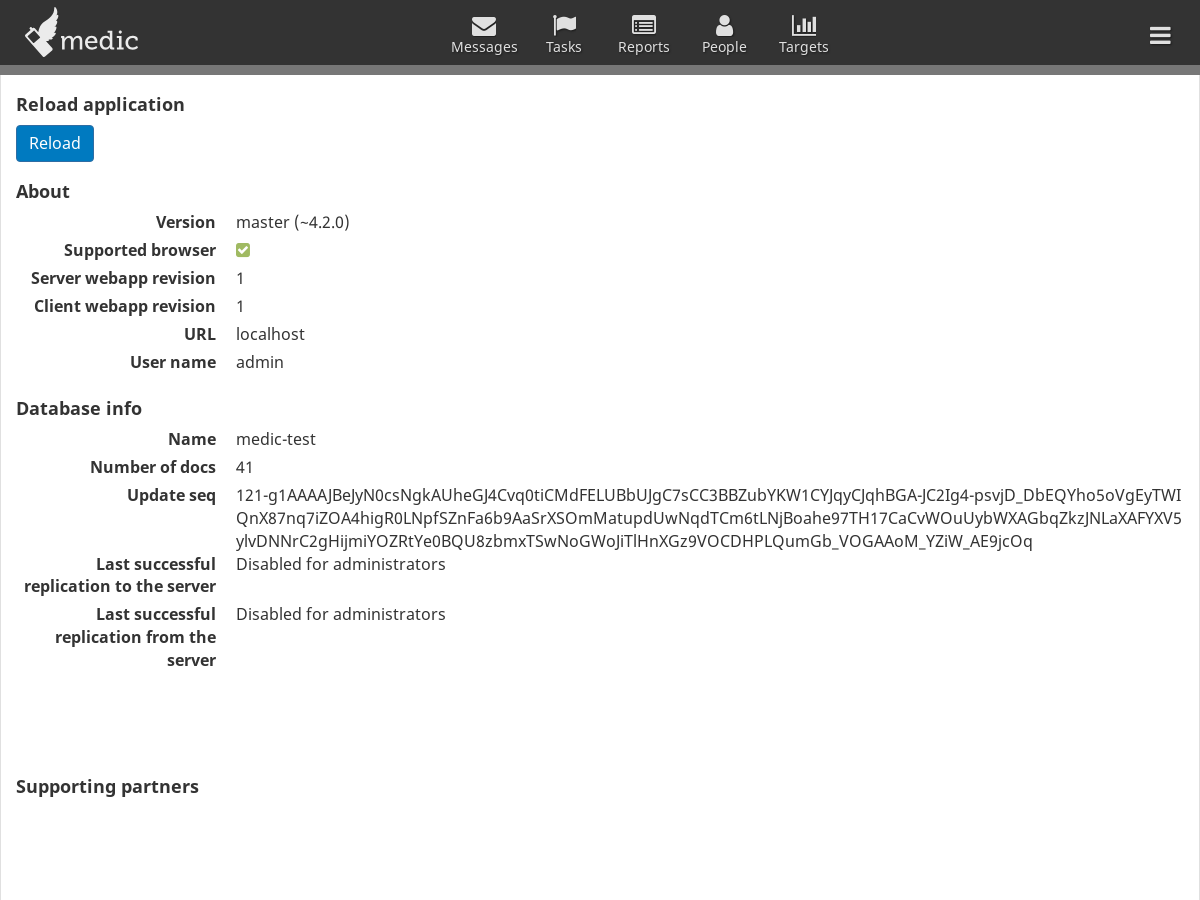 medic
Messages
Tasks
Reports
People
Targets
Reload application
Reload
About
Version master (~4.2.0)
Supported browser
Server webapp revision 1
Client webapp revision 1
URL localhost
User name admin
Database info
Name medic-test
Number of docs 41
Update seq 121-g1AAAAJBeJyN0csNgkAUheGJ4Cvq0tiCMdFELUBbUJgC7sCC3BBZubYKW1CYJqyCJqhBGA-JC2Ig4-psvjD_DbEQYho5oVgEyTWI
QnX87nq7iZOA4higR0LNpfSZnFa6b9AaSrXSOmMatupdUwNqdTCm6tLNjBoahe97TH17CaCvWOuUybWXAGbqZkzJNLaXAFYXV5
ylvDNNrC2gHijmiYOZRtYe0BQU8zbmxTSwNoGWoJiTlHnXGz9VOCDHPLQumGb_VOGAAoM_YZiW_AE9jcOq
Last successful Disabled for administrators
replication to the server
Last successful Disabled for administrators
replication from the
server
Supporting partners